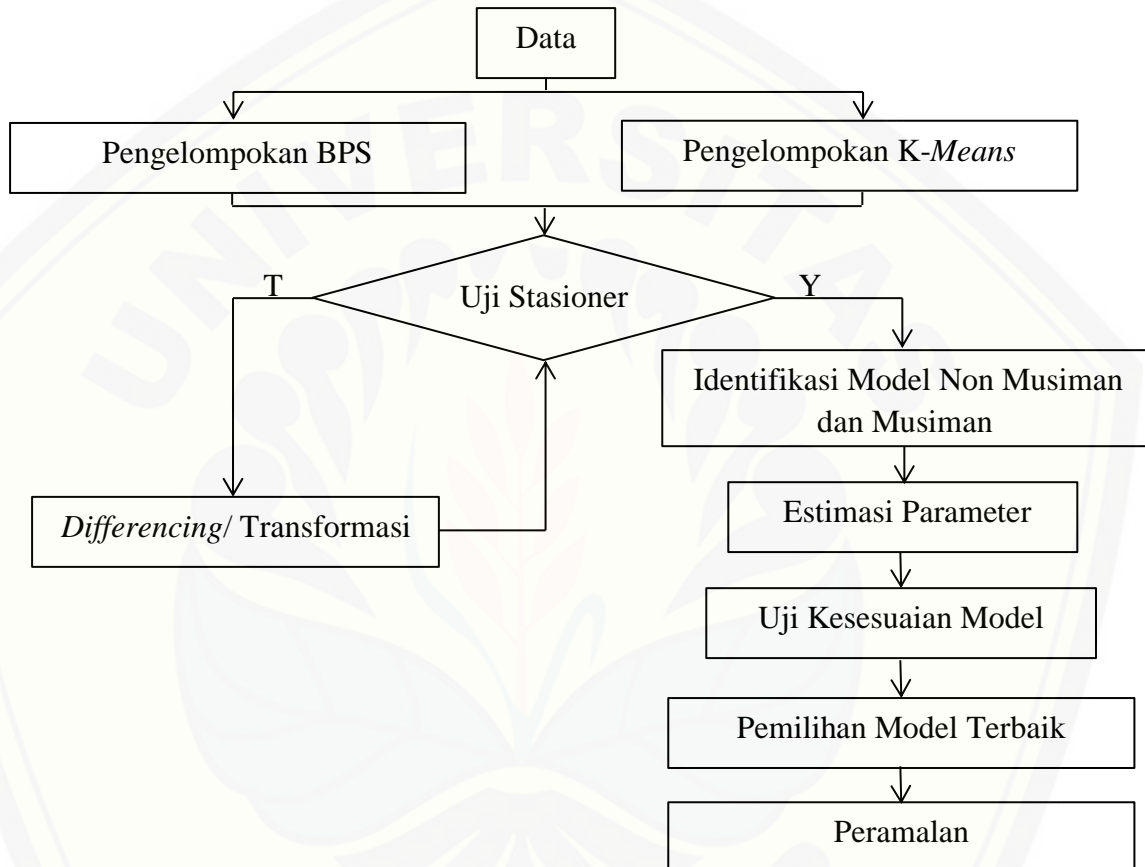 Data
Pengelompokan BPS
Pengelompokan K-Means
T
Uji Stasioner
Y
Identifikasi Model Non Musiman
dan Musiman
Differencing/ Transformasi
Estimasi Parameter
Uji Kesesuaian Model
Pemilihan Model Terbaik
Peramalan
UNIVERSITAS